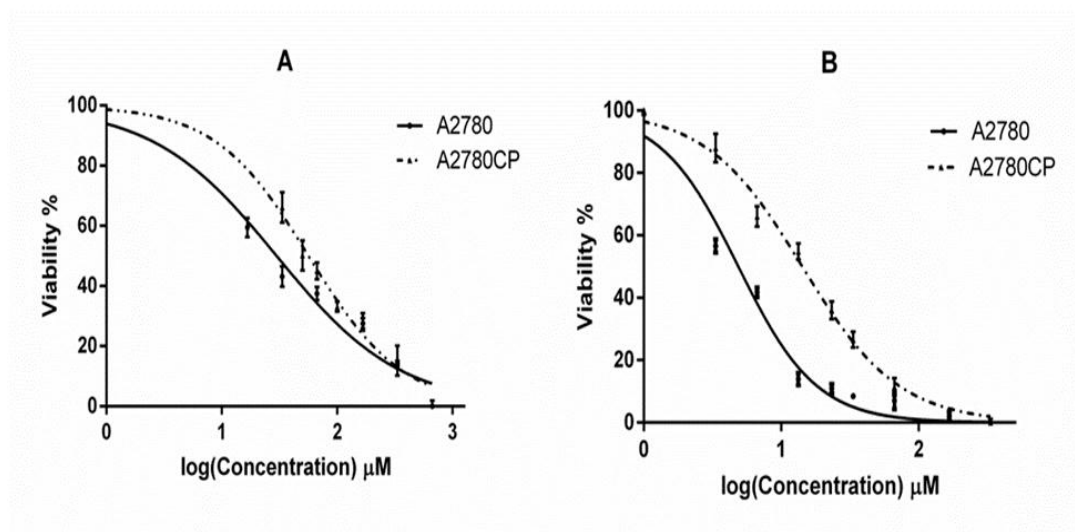 A
Viability %
100
80
60
40
20
0
0 1 2 3
log(Concentration) μM
A2780
A2780CP
B
Viability %
100
80
60
40
20
0
0 1 2
log(Concentration) μM
A2780
A2780CP